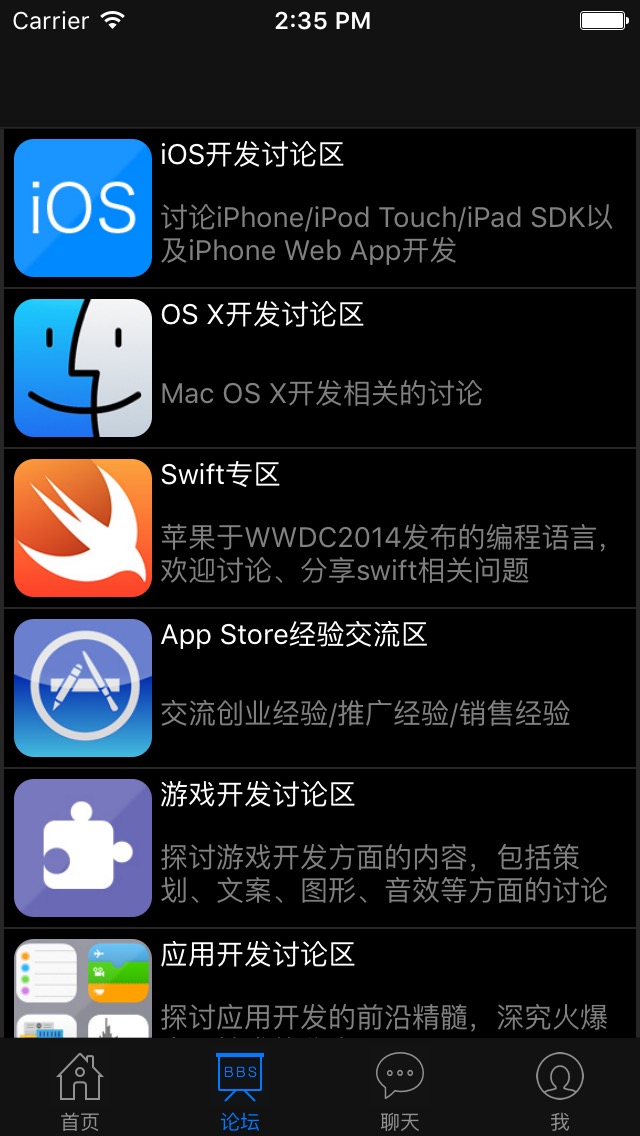 Carrier 2:35 PM
iOS开发讨论区
iOS
讨论iPhone/iPod Touch/iPad SDK以
及iPhone Web App开发
OS X开发讨论区
Mac OS X开发相关的讨论
Swift专区
苹果于WWDC2014发布的编程语言,
欢迎讨论、分享swift相关问题
App Store经验交流区
交流创业经验/推广经验/销售经验
游戏开发讨论区
探讨游戏开发方面的内容，包括策
划、文案、图形、音效等方面的讨论
应用开发讨论区
探讨应用开发的前沿精髓，深究火爆
BBS
首页 论坛 聊天 我